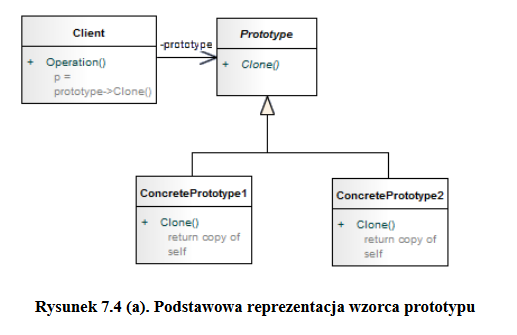 Client
+ Operation()
p =
prototype->Clone()
-prototype
Prototype
+ Clone()
ConcretePrototype1
+ Clone()
return copy of
self
ConcretePrototype2
+ Clone()
return copy of
self
Rysunek 7.4 (a). Podstawowa reprezentacja wzorca prototypu